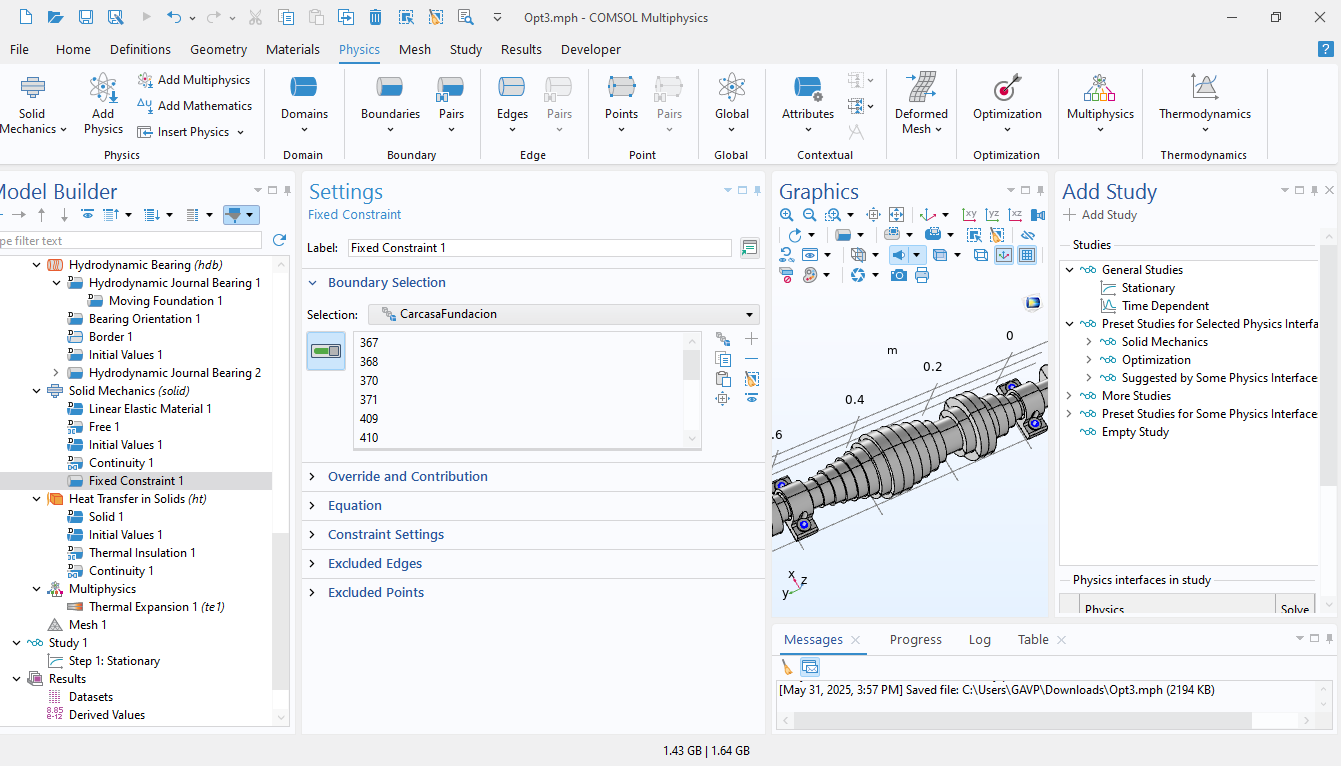 Opt3.mph - COMSOL Multiphysics
File Home Definitions Geometry Materials Physics Mesh Study Results Developer
Solid Mechanics
Add Physics
Add Multiphysics
Add Mathematics
Insert Physics
Physics
Domains
Domain
Boundaries
Pairs
Boundary
Edges
Pairs
Edge
Points
Pairs
Point
Global
Global
Attributes
Contextual
Deformed Mesh
Optimization
Optimization
Multiphysics
Thermodynamics
Thermodynamics
Model Builder
pe filter text
Hydrodynamic Bearing (hdb)
Hydrodynamic Journal Bearing 1
Moving Foundation 1
Bearing Orientation 1
Border 1
Initial Values 1
Hydrodynamic Journal Bearing 2
Solid Mechanics (solid)
Linear Elastic Material 1
Free 1
Initial Values 1
Continuity 1
Fixed Constraint 1
Heat Transfer in Solids (ht)
Solid 1
Initial Values 1
Thermal Insulation 1
Continuity 1
Multiphysics
Thermal Expansion 1 (te1)
Mesh 1
Study 1
Step 1: Stationary
Results
Datasets
8.85
e-12
Derived Values
Settings
Fixed Constraint
Label: Fixed Constraint 1
Boundary Selection
Selection: CarcasaFundacion
367
368
370
371
409
410
Override and Contribution
Equation
Constraint Settings
Excluded Edges
Excluded Points
Graphics
xy yz xz
m
0
0.2
0.4
.6
x
z
y
Messages Progress Log Table
[May 31, 2025, 3:57 PM] Saved file: C:\Users\GAVP\Downloads\Opt3.mph (2194 KB)
Add Study
Add Study
Studies
General Studies
Stationary
Time Dependent
Preset Studies for Selected Physics Interfa
Solid Mechanics
Optimization
Suggested by Some Physics Interface
More Studies
Preset Studies for Some Physics Interface
Empty Study
Physics interfaces in study
Physics Solve
1.43 GB | 1.64 GB